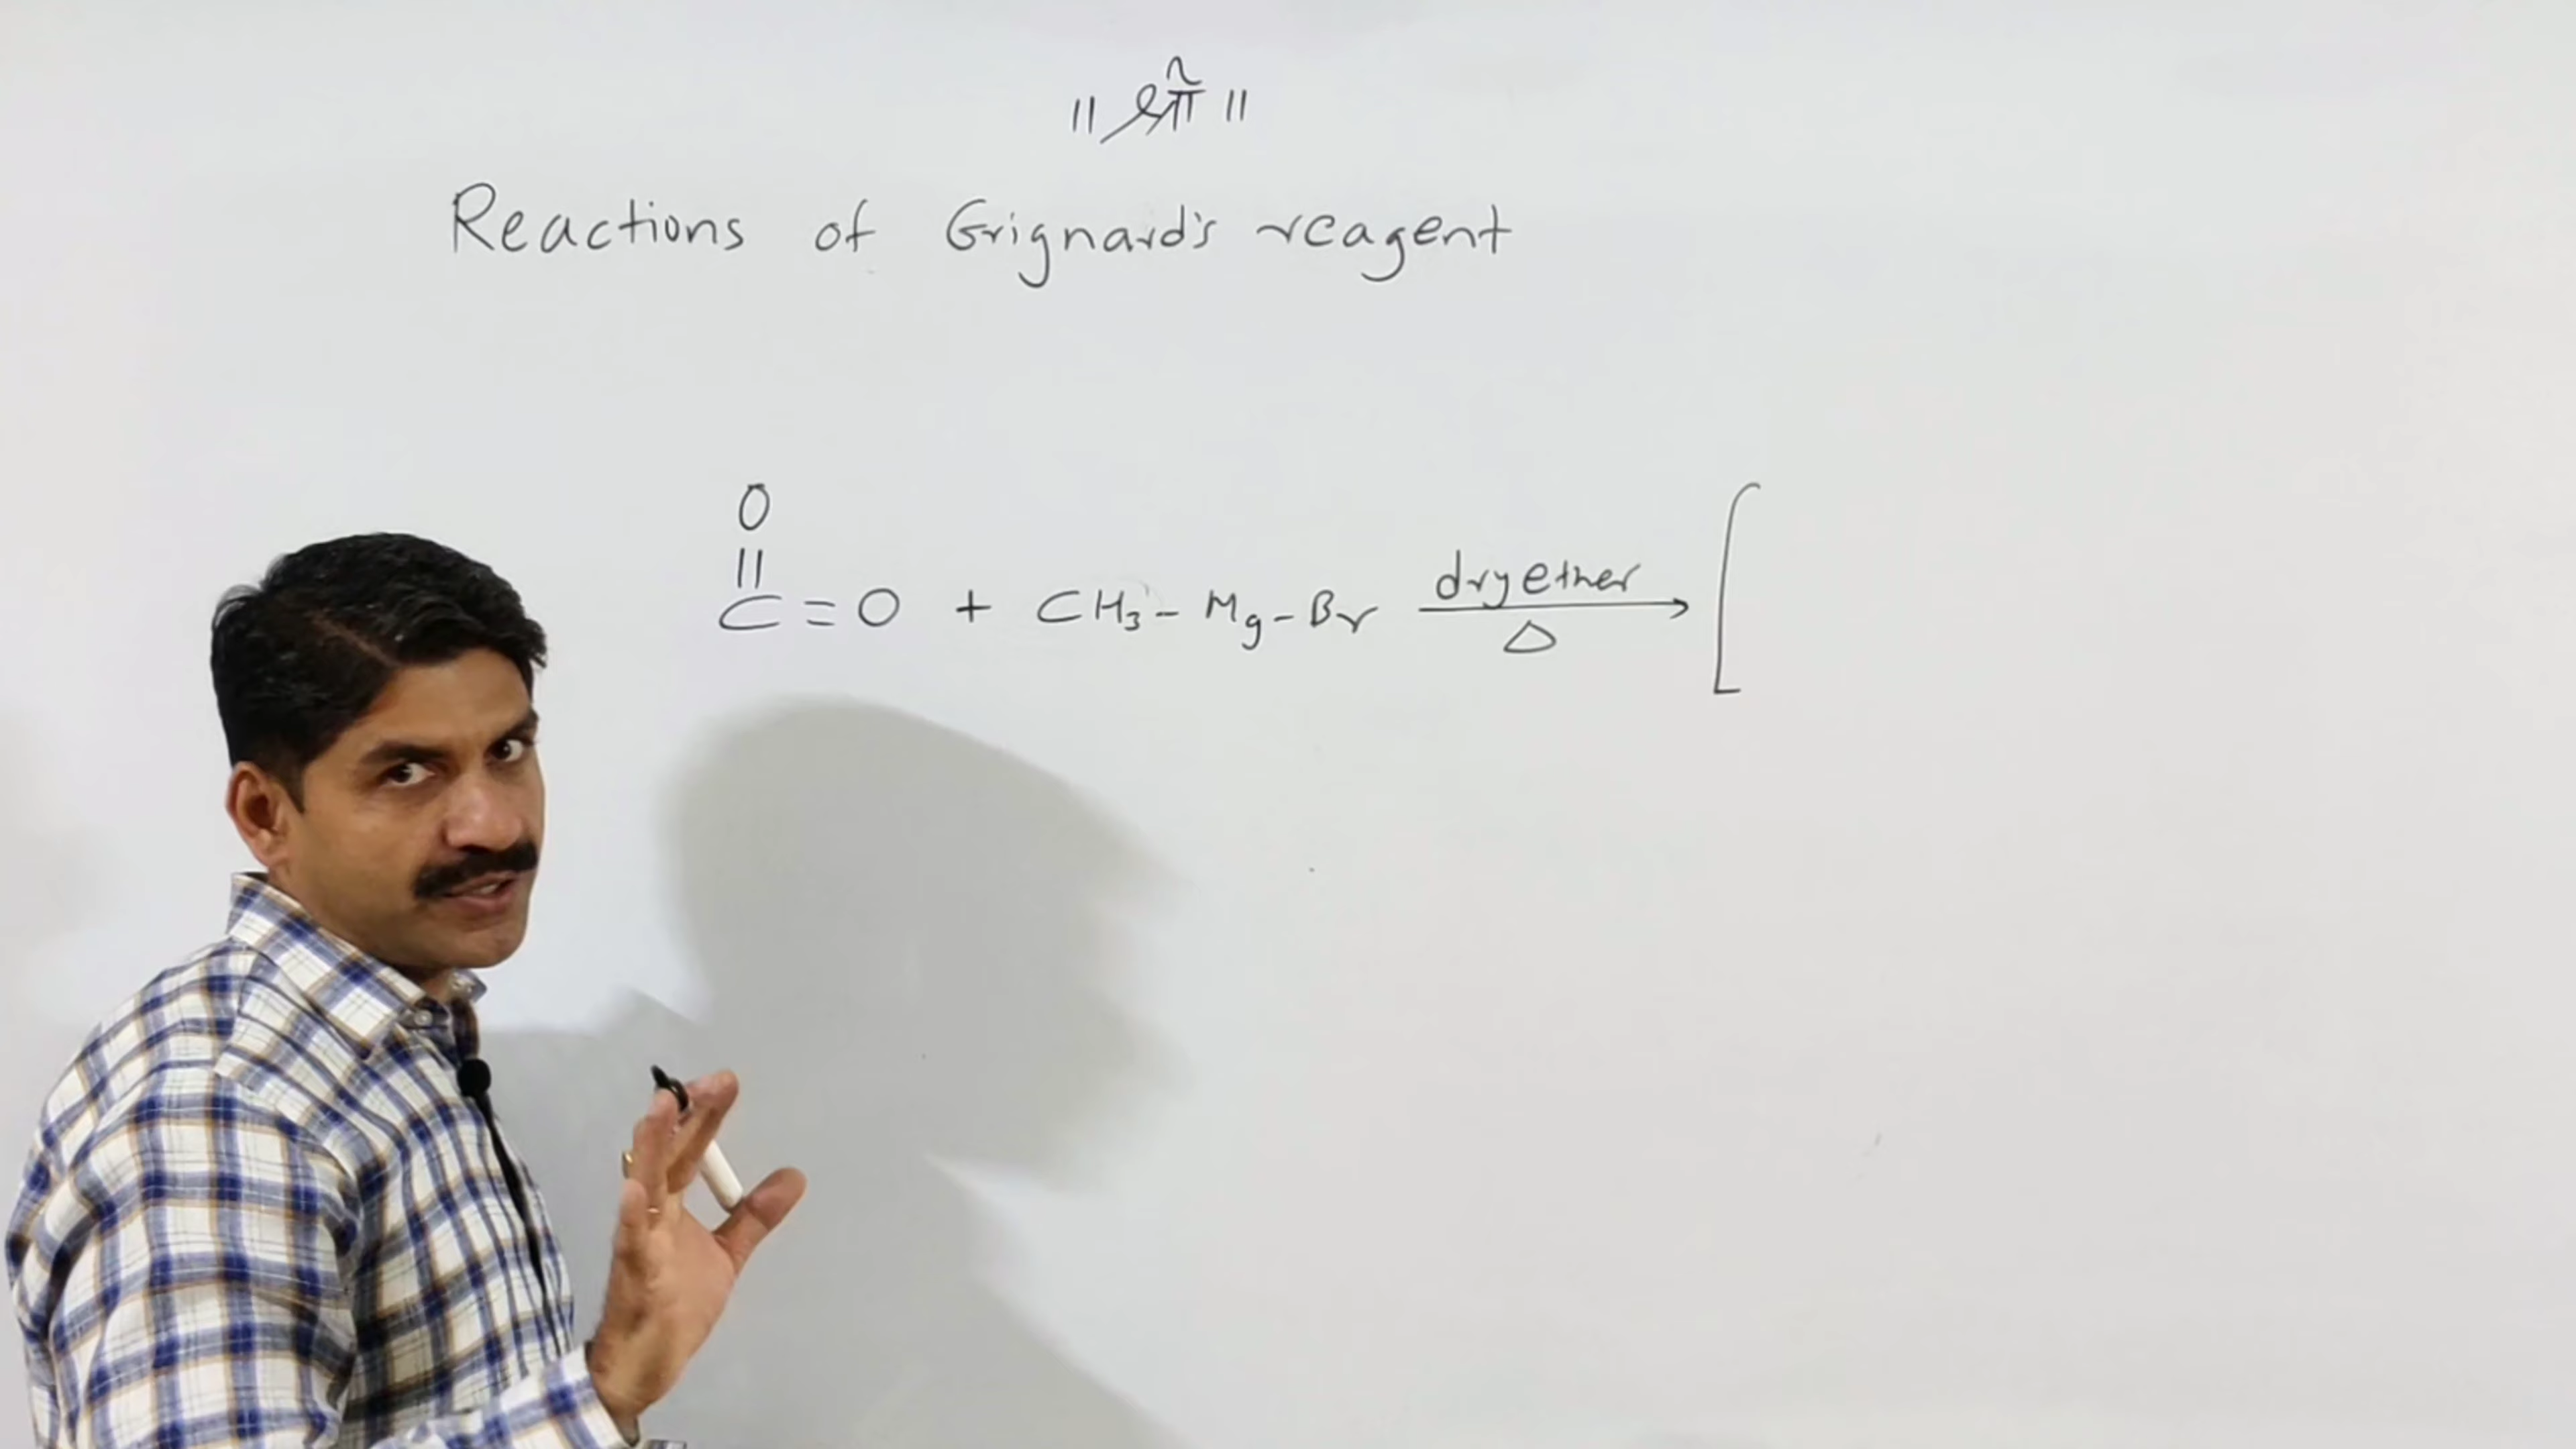 ॥ श्री ॥
Reactions of Grignard's reagent
O
||
C = O + CH₃ - Mg - Br dry ether → [
Δ